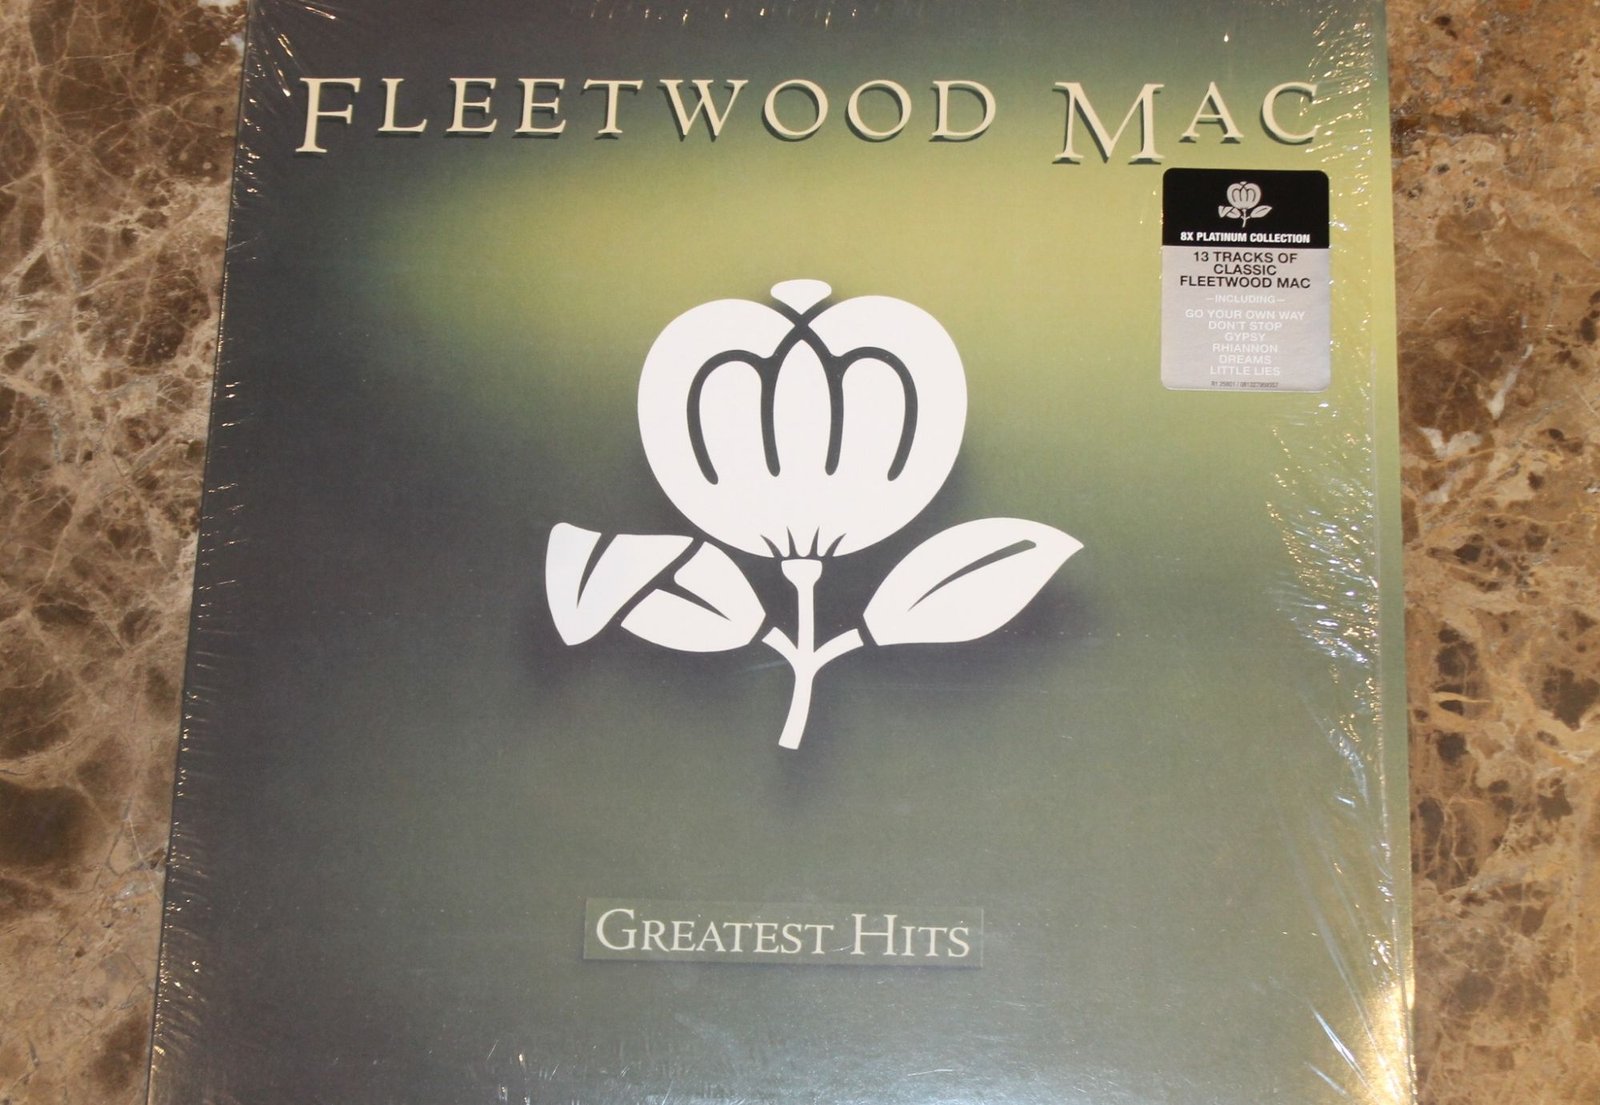 FLEETWOOD MAC
8X PLATINUM COLLECTION
13 TRACKS OF
CLASSIC
FLEETWOOD MAC
–INCLUDING–
GO YOUR OWN WAY
DON'T STOP
GYPSY
RHIANNON
DREAMS
LITTLE LIES
GREATEST HITS